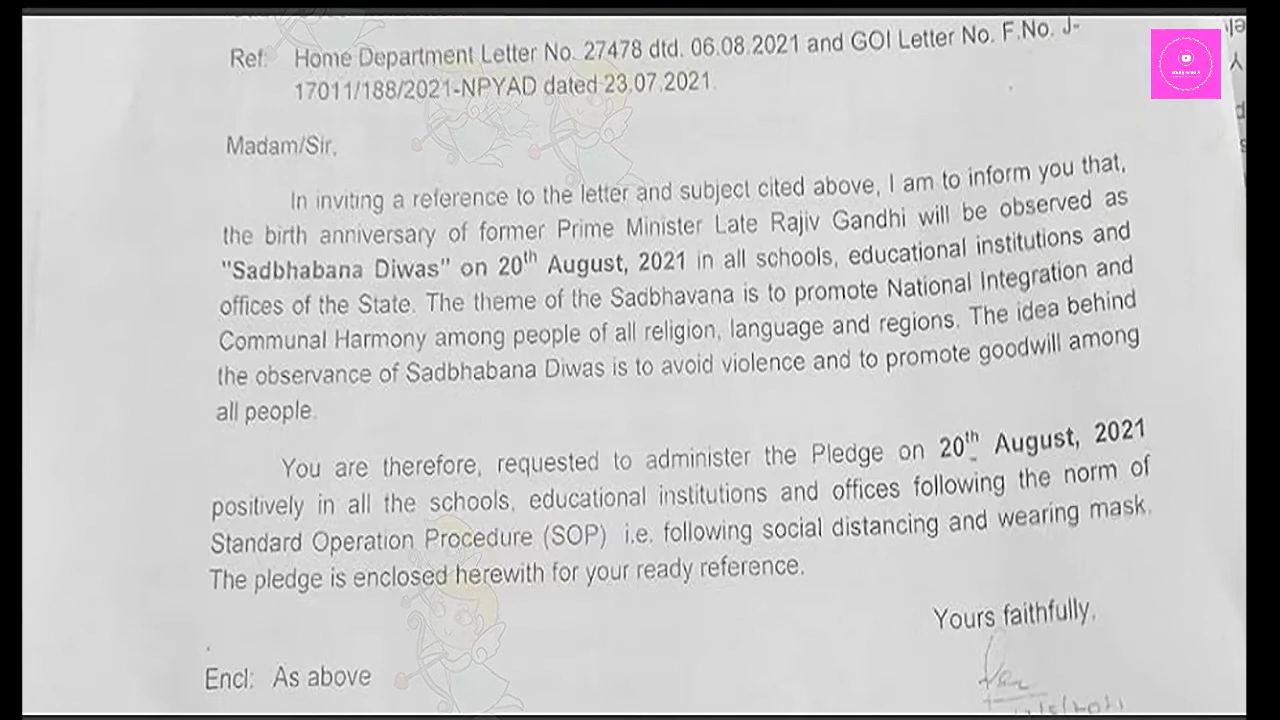 Ref: Home Department Letter No. 27478 dtd. 06.08.2021 and GOI Letter No. F.No. J-
17011/188/2021-NPYAD dated 23.07.2021.
Madam/Sir,
In inviting a reference to the letter and subject cited above, I am to inform you that,
the birth anniversary of former Prime Minister Late Rajiv Gandhi will be observed as
"Sadbhabana Diwas" on 20th August, 2021 in all schools, educational institutions and
offices of the State. The theme of the Sadbhavana is to promote National Integration and
Communal Harmony among people of all religion, language and regions. The idea behind
the observance of Sadbhabana Diwas is to avoid violence and to promote goodwill among
all people.
You are therefore, requested to administer the Pledge on 20th August, 2021
positively in all the schools, educational institutions and offices following the norm of
Standard Operation Procedure (SOP) i.e. following social distancing and wearing mask.
The pledge is enclosed herewith for your ready reference.
Yours faithfully,
Encl: As above